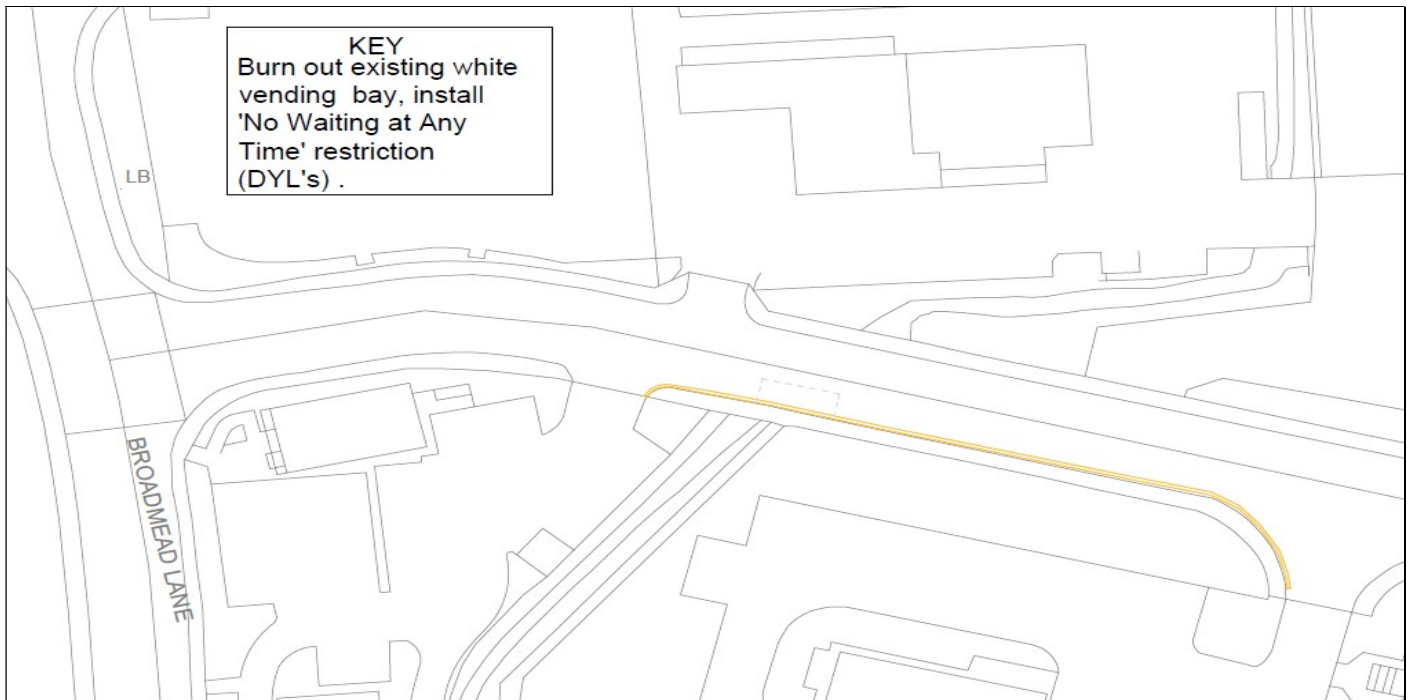 KEY
Burn out existing white
vending bay, install
'No Waiting at Any
Time' restriction
(DYL's) .
LB
BROADMEAD LANE